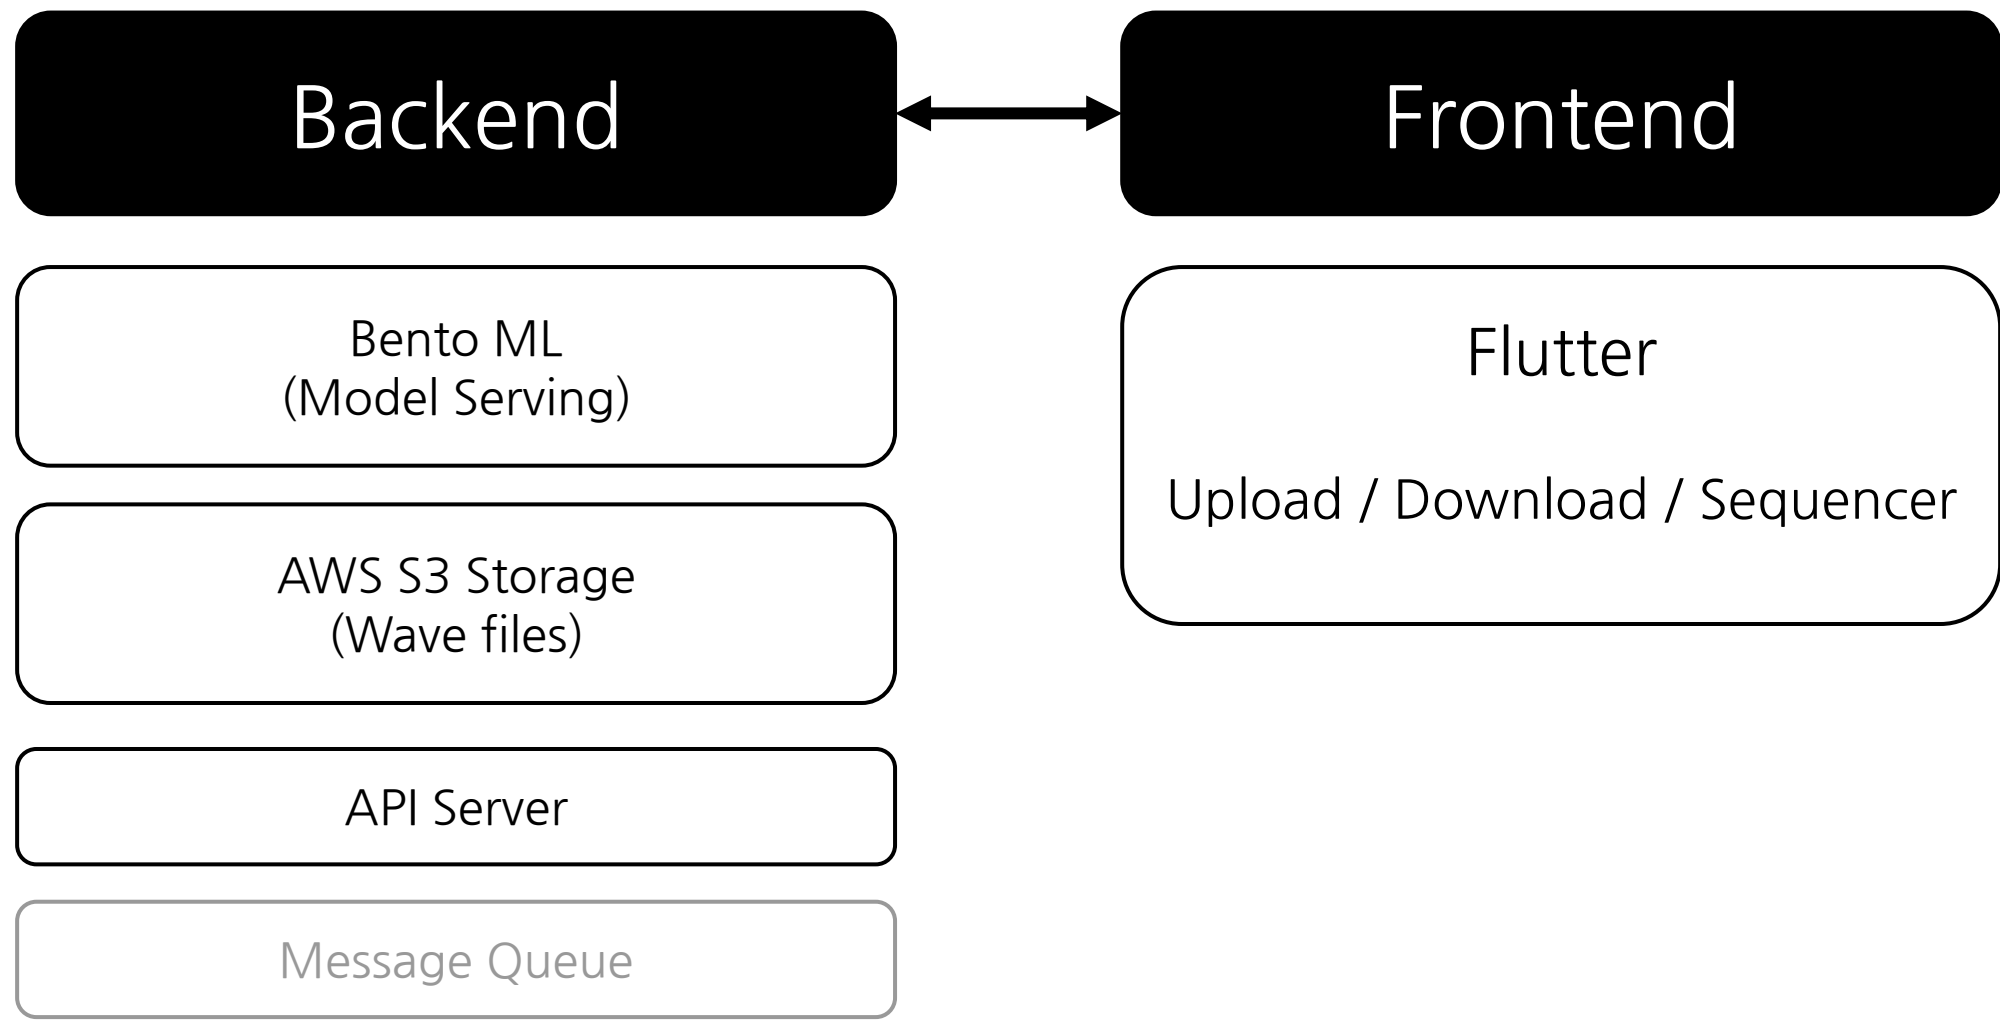 Backend
Bento ML
(Model Serving)
AWS S3 Storage
(Wave files)
API Server
Message Queue
Frontend
Flutter
Upload / Download / Sequencer